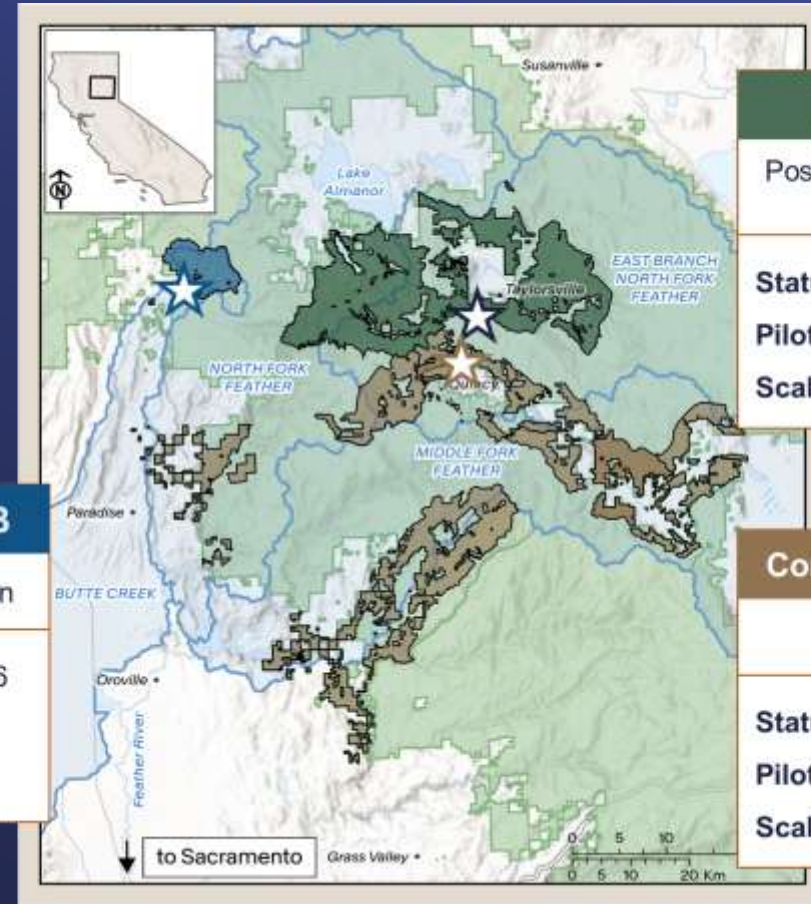 Susanville
Lake
Almanor
N
Pos
EAST BRANCH
NORTH FORK
FEATHER
Taylorsville
Stat
Pilot
Scal
NORTH FORK
FEATHER
Quincy
MIDDLE FORK
FEATHER
B
Paradise
n
BUTTE CREEK
Co
6
Oroville
Feather River
Stat
Pilot
Scal
to Sacramento
Grass Valley
0 5 10
0 5 10 20 Km